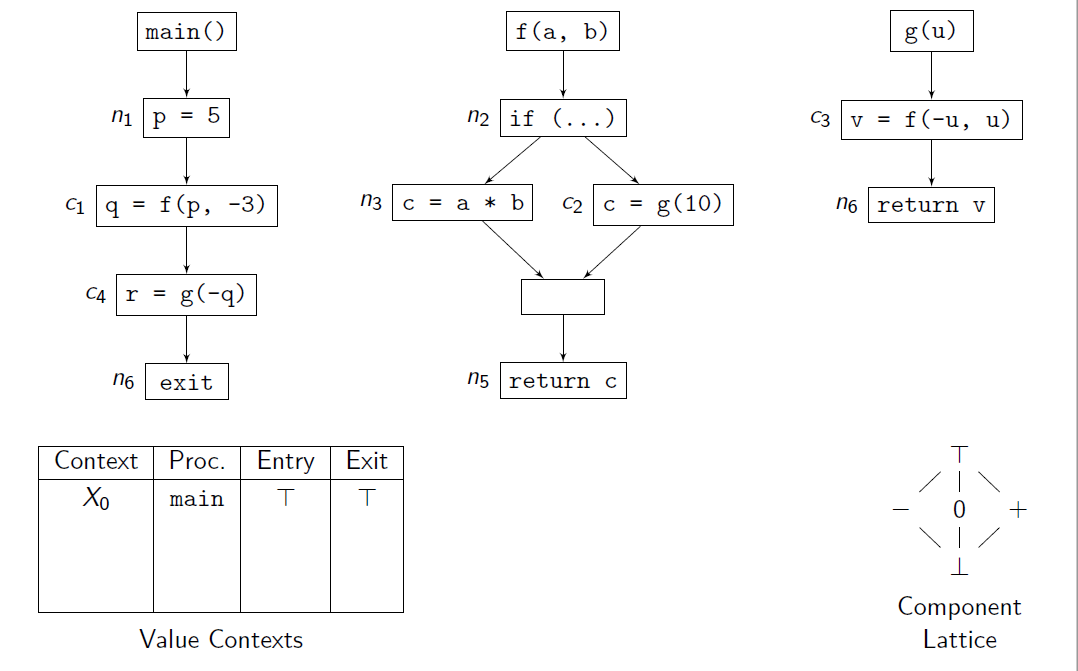 main()
n1 p = 5
c1 q = f(p, -3)
c4 r = g(-q)
n6 exit
f(a, b)
n2 if (...)
n3 c = a * b
c2 c = g(10)
n5 return c
g(u)
c3 v = f(-u, u)
n6 return v
Context Proc. Entry Exit
X0 main ⊤ ⊤
Value Contexts
⊤
− 0 +
⊥
Component
Lattice